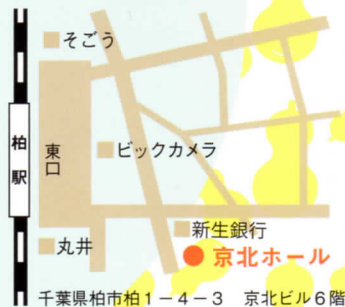 そごう
柏駅
東口
ビックカメラ
丸井
新生銀行
京北ホール
千葉県柏市柏1-4-3 京北ビル6階